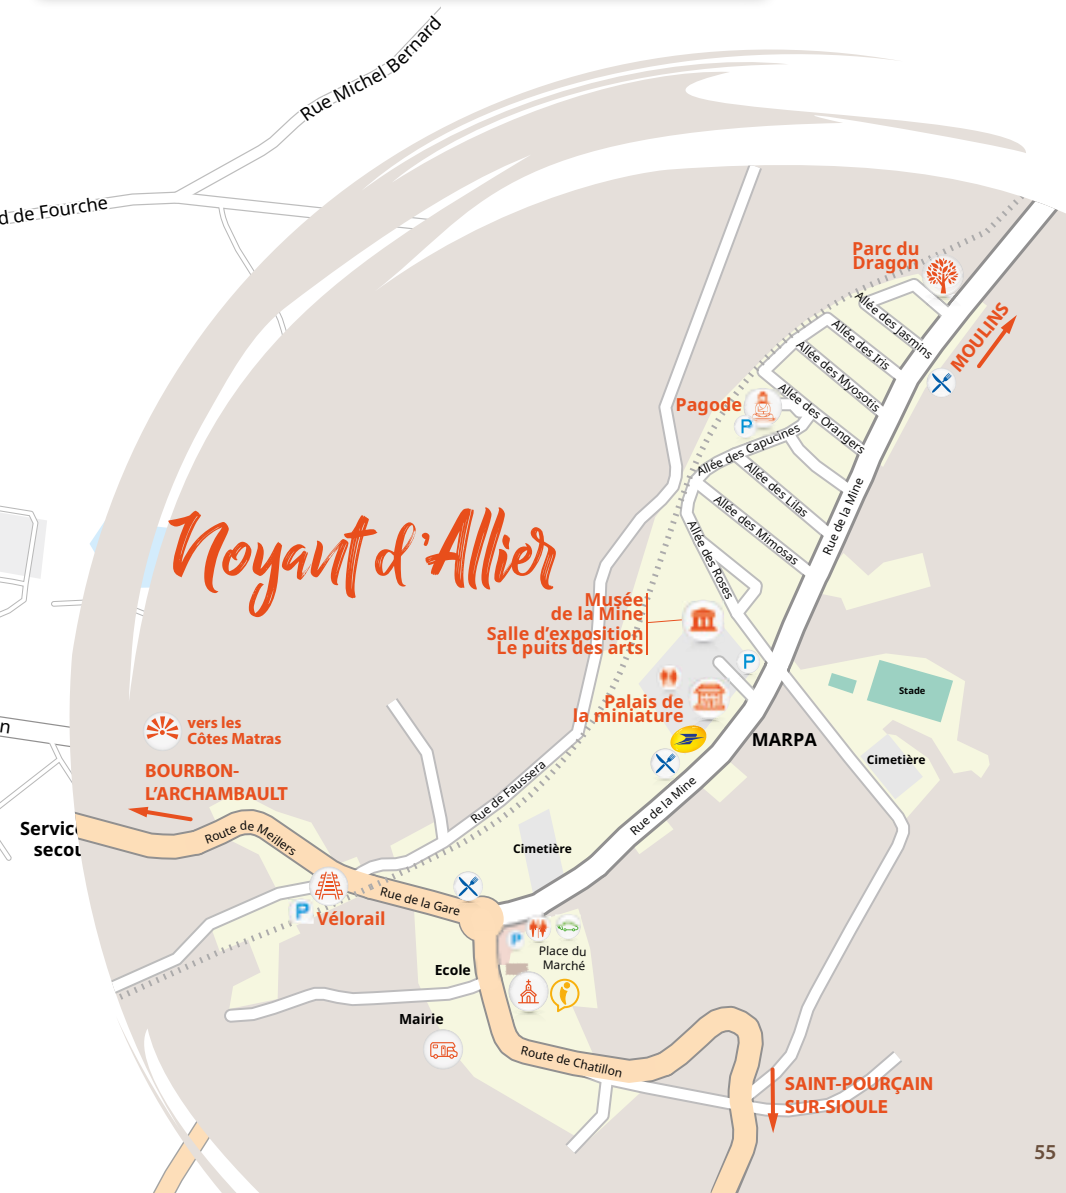 Rue Michel Bernard
d de Fourche
Parc du
Dragon
Allée des Jasmins
MOULINS
Allée des Iris
Allée des Myosotis
Pagode
P
Allée des Orangers
Allée des Capucines
Allée des Lilas
Rue de la Mine
Allée des Mimosas
Allée des Roses
Noyant d'Allier
Musée
de la Mine
Salle d'exposition
Le puits des arts
P
Stade
Palais de
la miniature
MARPA
Cimetière
n
vers les
Côtes Matras
BOURBON-
L'ARCHAMBAULT
Rue de Faussera
Rue de la Mine
Servic
secou
Route de Meillers
Cimetière
Rue de la Gare
P
Vélorail
P
Place du
Marché
Ecole
Mairie
Route de Chatillon
SAINT-POURÇAIN
SUR-SIOULE
55